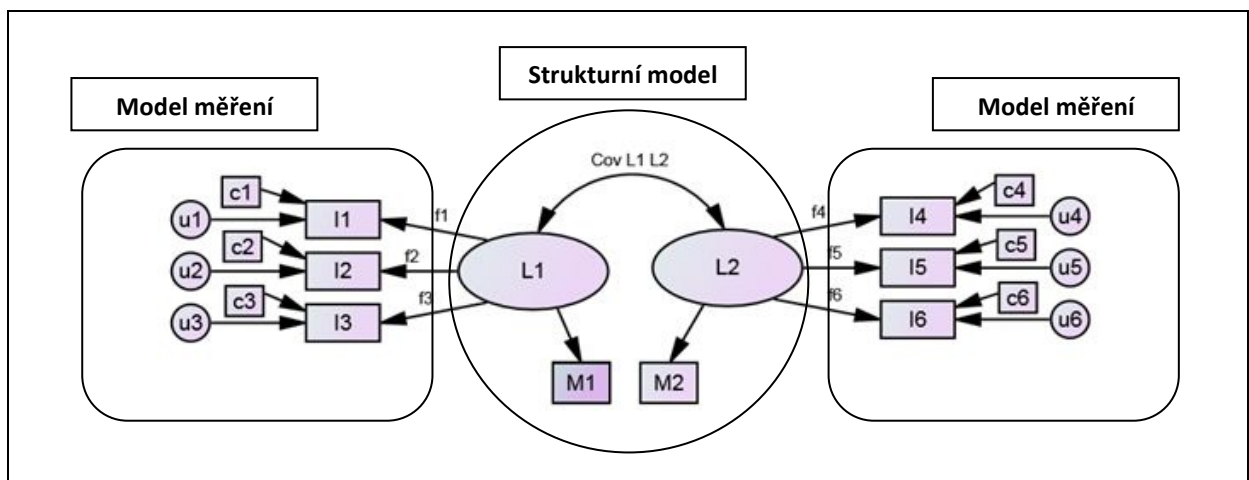 Strukturní model
Model měření
Model měření
Cov L1 L2
c1
u1
I1
f1
c2
u2
I2
f2
c3
u3
I3
f3
L1
L2
M1
M2
f4
I4
c4
u4
f5
I5
c5
u5
f6
I6
c6
u6